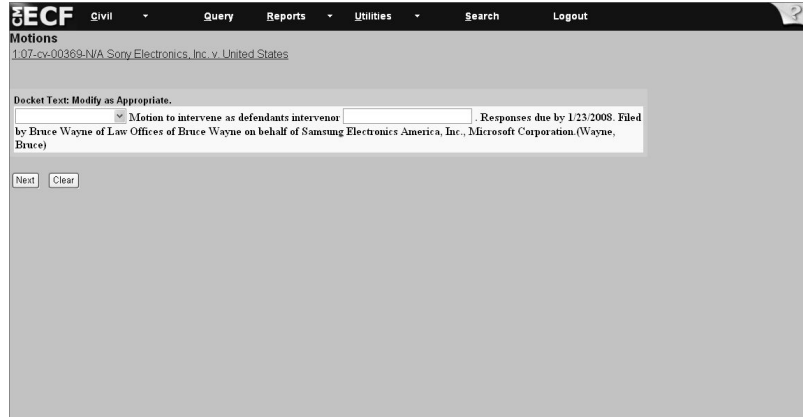 CM ECF Civil Query Reports Utilities Search Logout ?
Motions
1:07-cv-00369-N/A Sony Electronics, Inc. v. United States
Docket Text: Modify as Appropriate.
Motion to intervene as defendants intervenor . Responses due by 1/23/2008. Filed
by Bruce Wayne of Law Offices of Bruce Wayne on behalf of Samsung Electronics America, Inc., Microsoft Corporation.(Wayne,
Bruce)
Next Clear